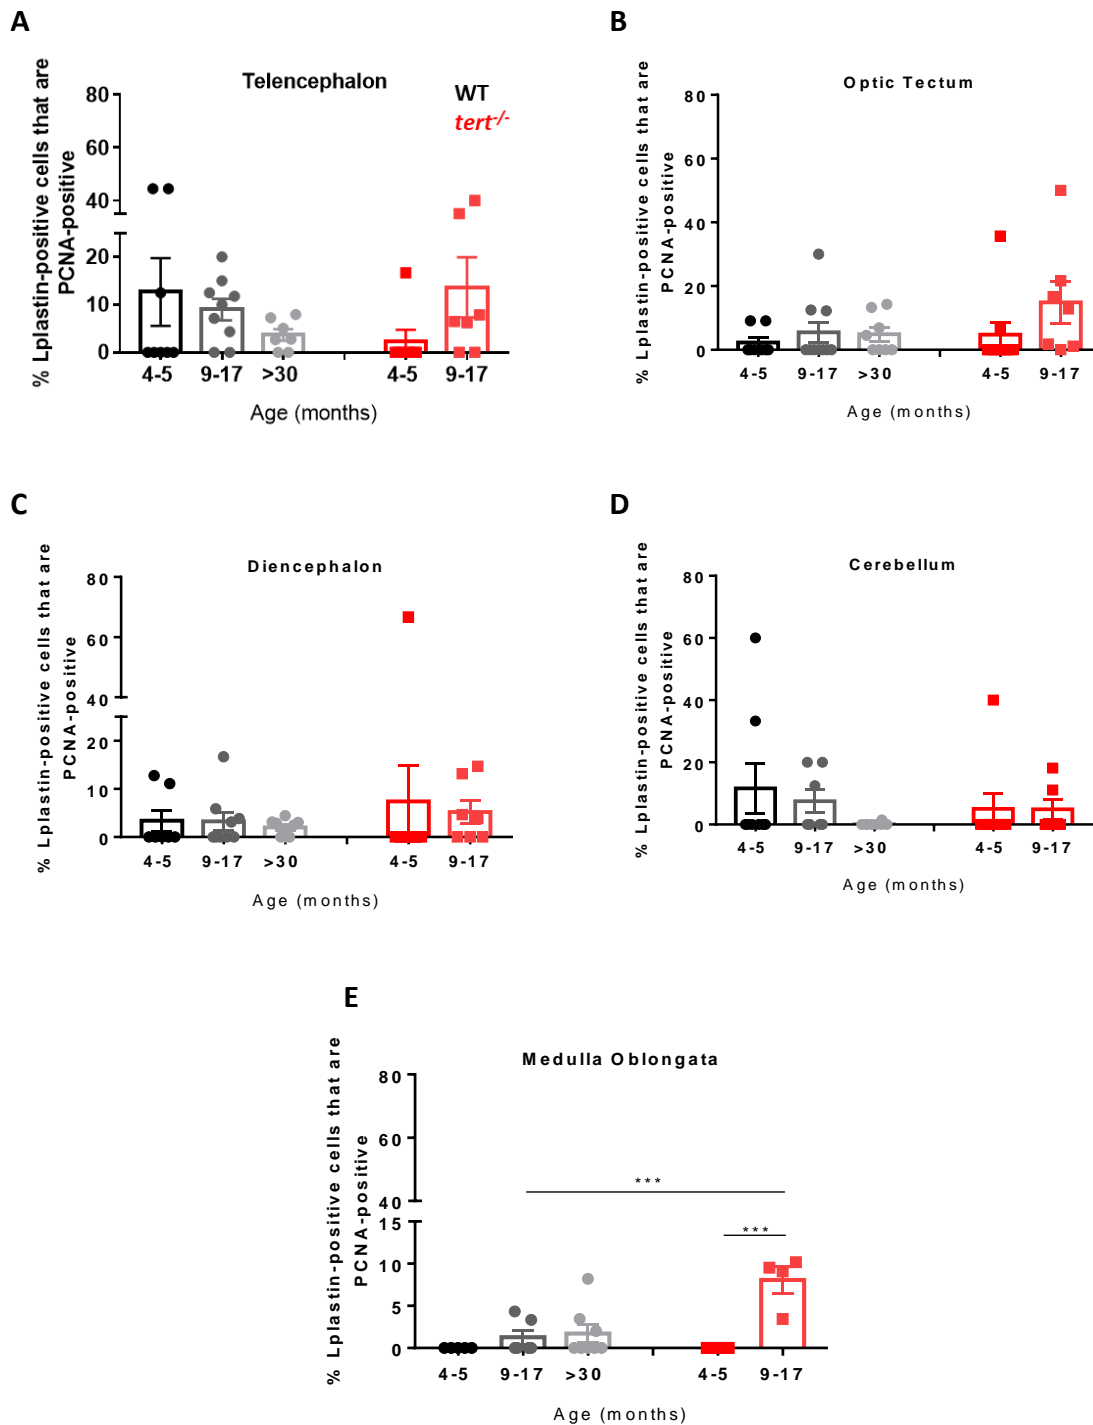 A
Telencephalon
WT
tert-/-
% Lplastin-positive cells that are
PCNA-positive
80
60
40
20
10
0
4-5
9-17
>30
4-5
9-17
Age (months)
B
Optic Tectum
% Lplastin-positive cells that are
PCNA-positive
80
60
40
20
0
4-5
9-17
>30
4-5
9-17
Age (months)
C
Diencephalon
% Lplastin-positive cells that are
PCNA-positive
80
60
40
20
10
0
4-5
9-17
>30
4-5
9-17
Age (months)
D
Cerebellum
% Lplastin-positive cells that are
PCNA-positive
80
60
40
20
0
4-5
9-17
>30
4-5
9-17
Age (months)
E
Medulla Oblongata
% Lplastin-positive cells that are
PCNA-positive
80
60
40
15
10
5
0
***
***
4-5
9-17
>30
4-5
9-17
Age (months)